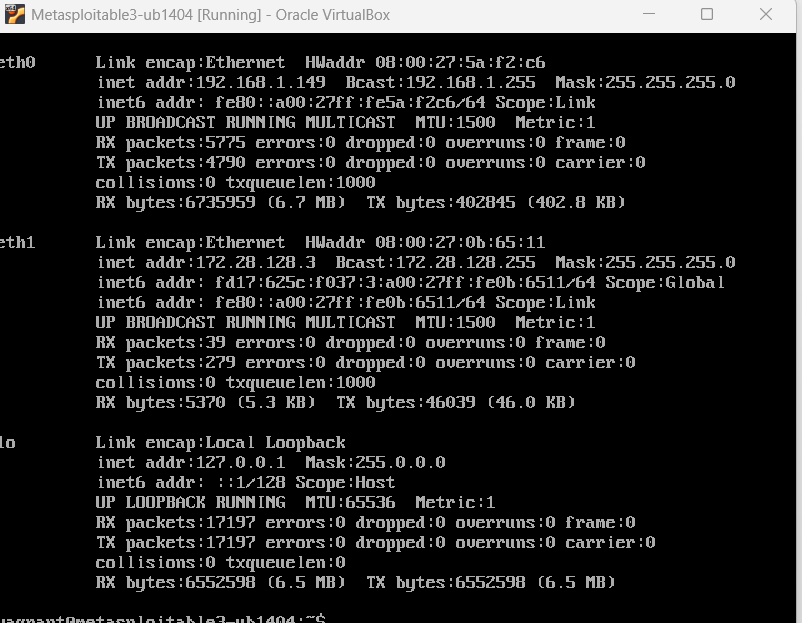 Metasploitable3-ub1404 [Running] - Oracle VirtualBox
eth0 Link encap:Ethernet HWaddr 08:00:27:5a:f2:c6
inet addr:192.168.1.149 Bcast:192.168.1.255 Mask:255.255.255.0
inet6 addr: fe80::a00:27ff:fe5a:f2c6/64 Scope:Link
UP BROADCAST RUNNING MULTICAST MTU:1500 Metric:1
RX packets:5775 errors:0 dropped:0 overruns:0 frame:0
TX packets:4790 errors:0 dropped:0 overruns:0 carrier:0
collisions:0 txqueuelen:1000
RX bytes:6735959 (6.7 MB) TX bytes:402845 (402.8 KB)
eth1 Link encap:Ethernet HWaddr 08:00:27:0b:65:11
inet addr:172.28.128.3 Bcast:172.28.128.255 Mask:255.255.255.0
inet6 addr: fd17:625c:f037:3:a00:27ff:fe0b:6511/64 Scope:Global
inet6 addr: fe80::a00:27ff:fe0b:6511/64 Scope:Link
UP BROADCAST RUNNING MULTICAST MTU:1500 Metric:1
RX packets:39 errors:0 dropped:0 overruns:0 frame:0
TX packets:279 errors:0 dropped:0 overruns:0 carrier:0
collisions:0 txqueuelen:1000
RX bytes:5370 (5.3 KB) TX bytes:46039 (46.0 KB)
lo Link encap:Local Loopback
inet addr:127.0.0.1 Mask:255.0.0.0
inet6 addr: ::1/128 Scope:Host
UP LOOPBACK RUNNING MTU:65536 Metric:1
RX packets:17197 errors:0 dropped:0 overruns:0 frame:0
TX packets:17197 errors:0 dropped:0 overruns:0 carrier:0
collisions:0 txqueuelen:0
RX bytes:6552598 (6.5 MB) TX bytes:6552598 (6.5 MB)
vagrant@metasploitable3-ub1404:~$